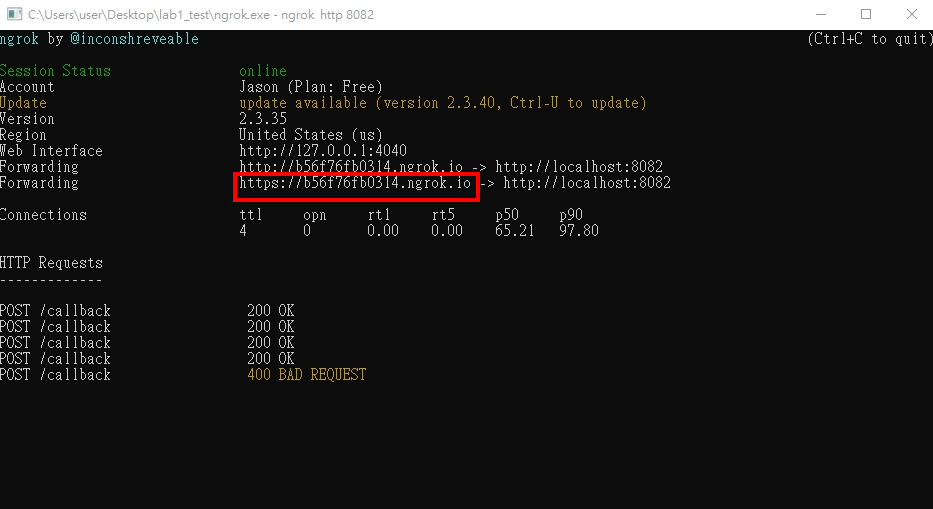 C:\Users\user\Desktop\lab1_test\ngrok.exe - ngrok http 8082
ngrok by @inconshreveable (Ctrl+C to quit)
Session Status online
Account Jason (Plan: Free)
Update update available (version 2.3.40, Ctrl-U to update)
Version 2.3.35
Region United States (us)
Web Interface http://127.0.0.1:4040
Forwarding http://b56f76fb0314.ngrok.io -> http://localhost:8082
Forwarding https://b56f76fb0314.ngrok.io -> http://localhost:8082
Connections ttl opn rt1 rt5 p50 p90
4 0 0.00 0.00 65.21 97.80
HTTP Requests
-------------
POST /callback 200 OK
POST /callback 200 OK
POST /callback 200 OK
POST /callback 200 OK
POST /callback 400 BAD REQUEST